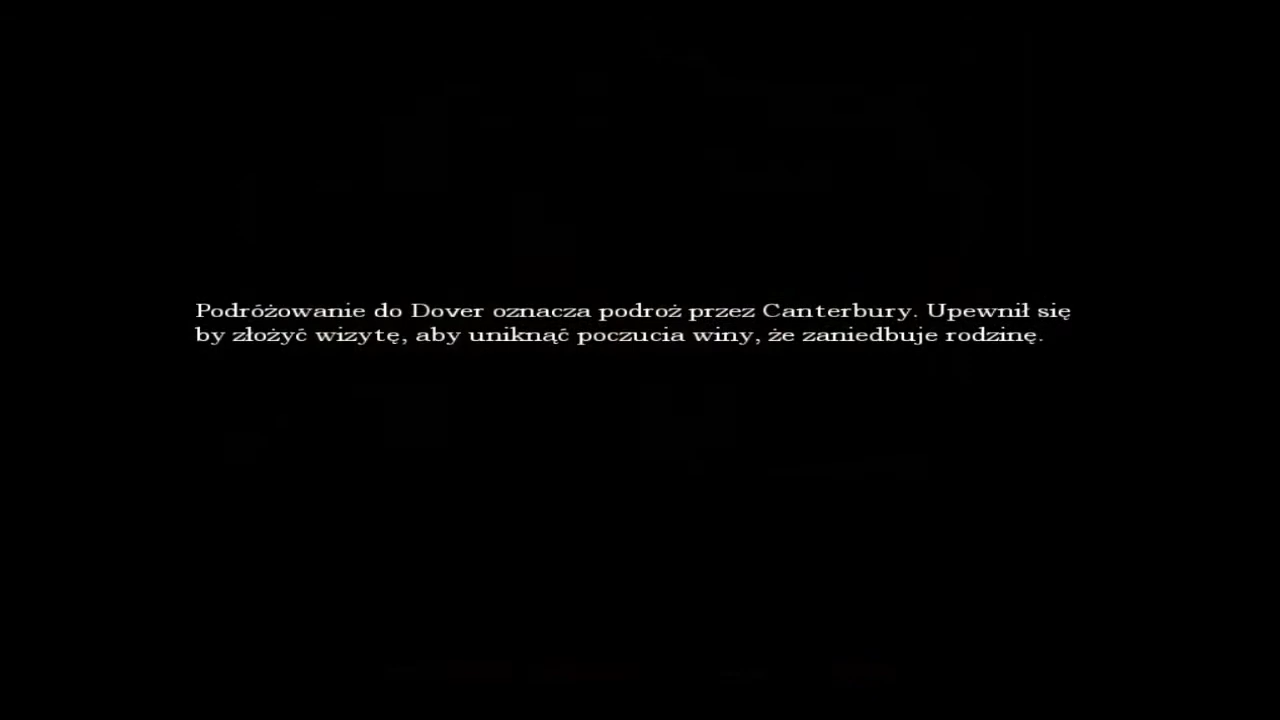 Podróżowanie do Dover oznacza podroż przez Canterbury. Upewnił się
by złożyć wizytę, aby uniknąć poczucia winy, że zaniedbuje rodzinę.